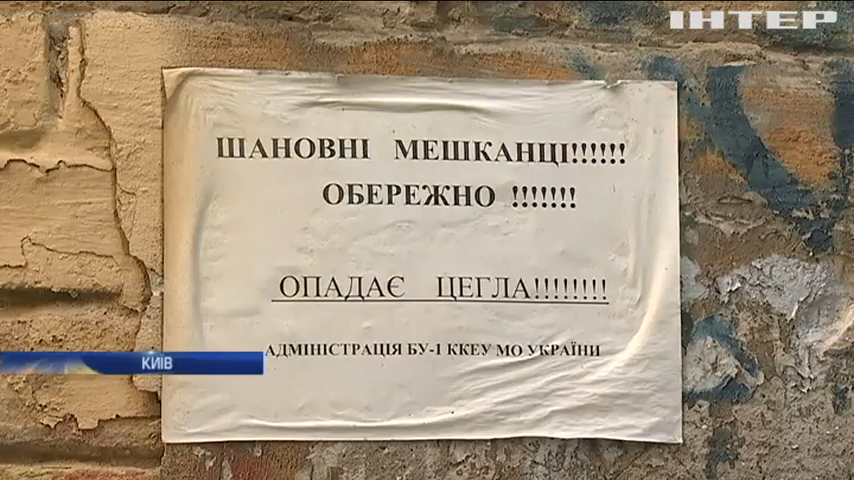 ІНТЕР
ШАНОВНІ МЕШКАНЦІ!!!!!!
ОБЕРЕЖНО !!!!!!!
ОПАДАЄ ЦЕГЛА!!!!!!!!
КИЇВ
АДМІНІСТРАЦІЯ БУ-1 ККЕУ МО УКРАЇНИ